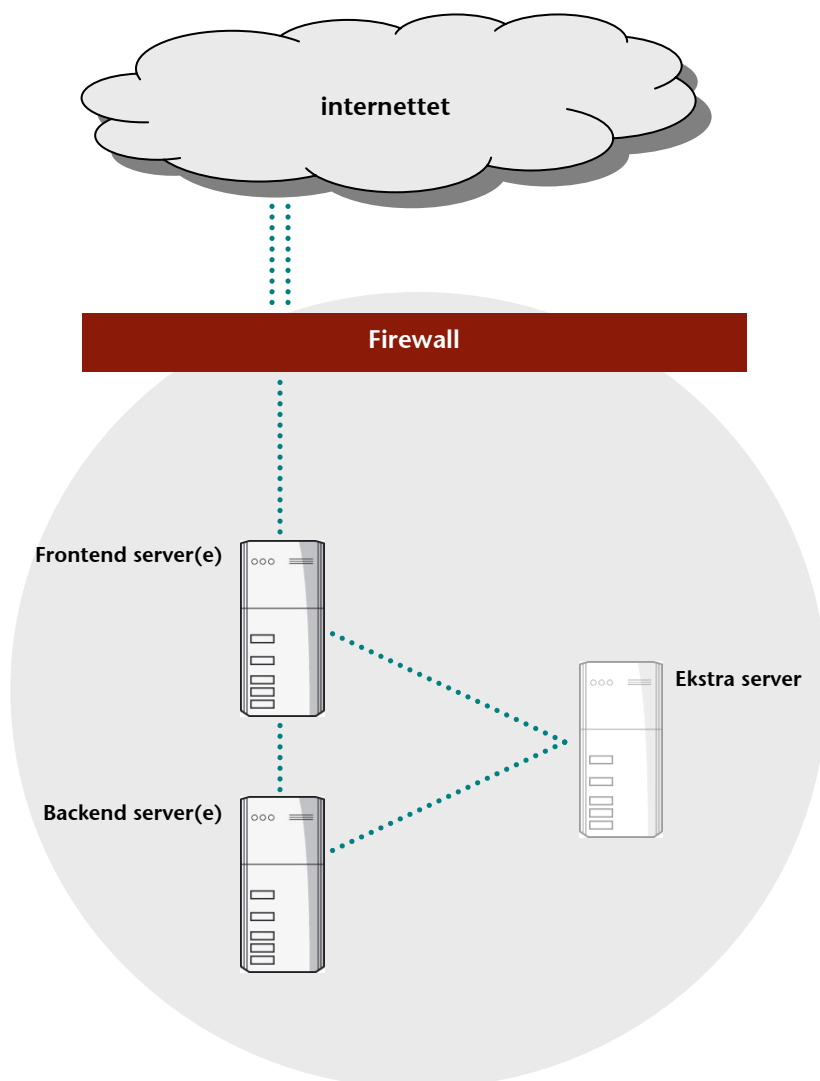 internettet
Firewall
Frontend server(e)
Ekstra server
Backend server(e)